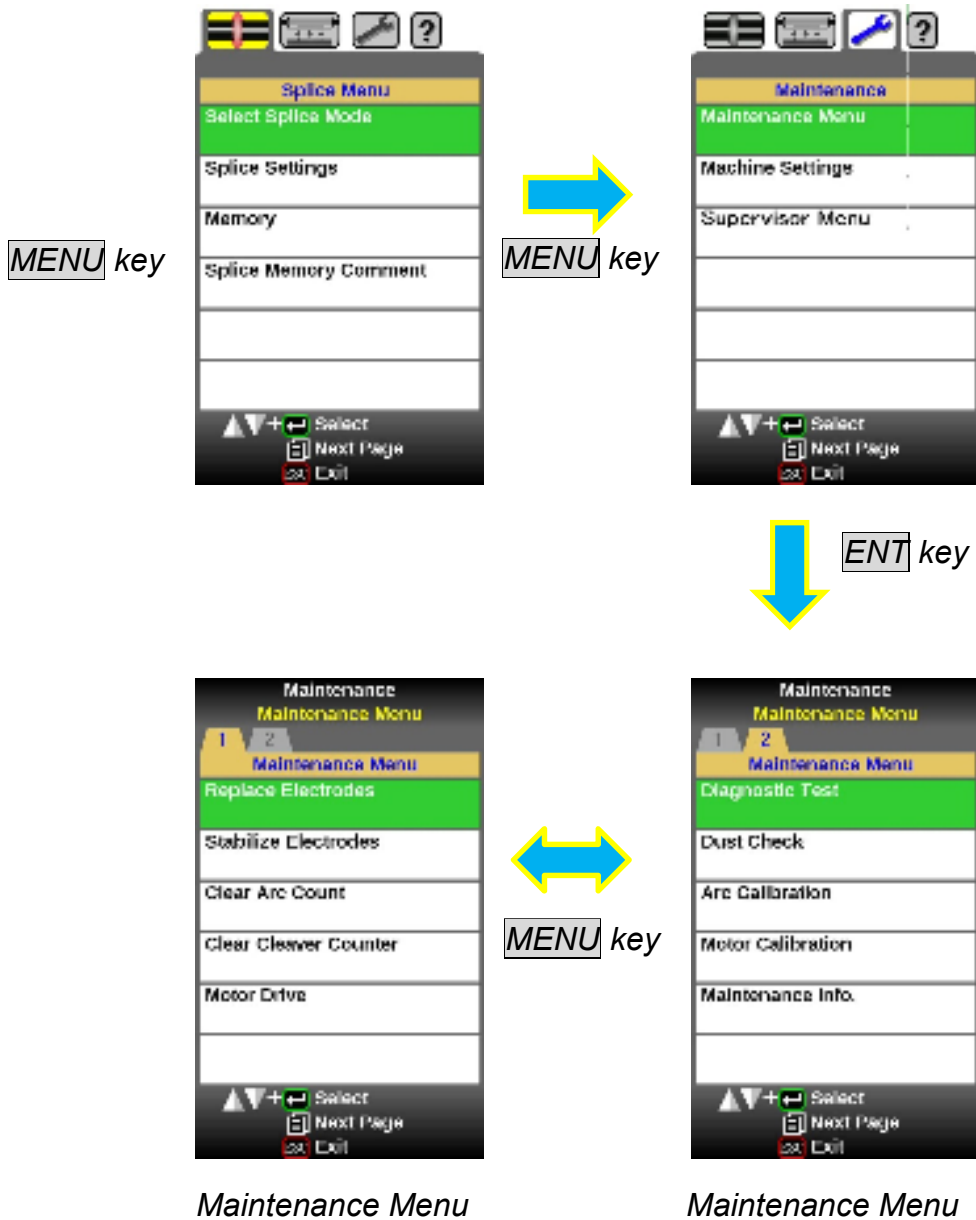 Splice Menu
Select Splice Mode
Splice Settings
Memory
Splice Memory Comment
+ Select
Next Page
Exit
MENU key
MENU key
?
Maintenance
Maintenance Menu
Machine Settings
Supervisor Menu
+ Select
Next Page
Exit
?
ENT key
Maintenance
Maintenance Menu
1 2
Maintenance Menu
Replace Electrodes
Stabilize Electrodes
Clear Arc Count
Clear Cleaver Counter
Motor Drive
+ Select
Next Page
Exit
MENU key
Maintenance
Maintenance Menu
1 2
Maintenance Menu
Diagnostic Test
Dust Check
Arc Calibration
Motor Calibration
Maintenance Info.
+ Select
Next Page
Exit
Maintenance Menu
Maintenance Menu